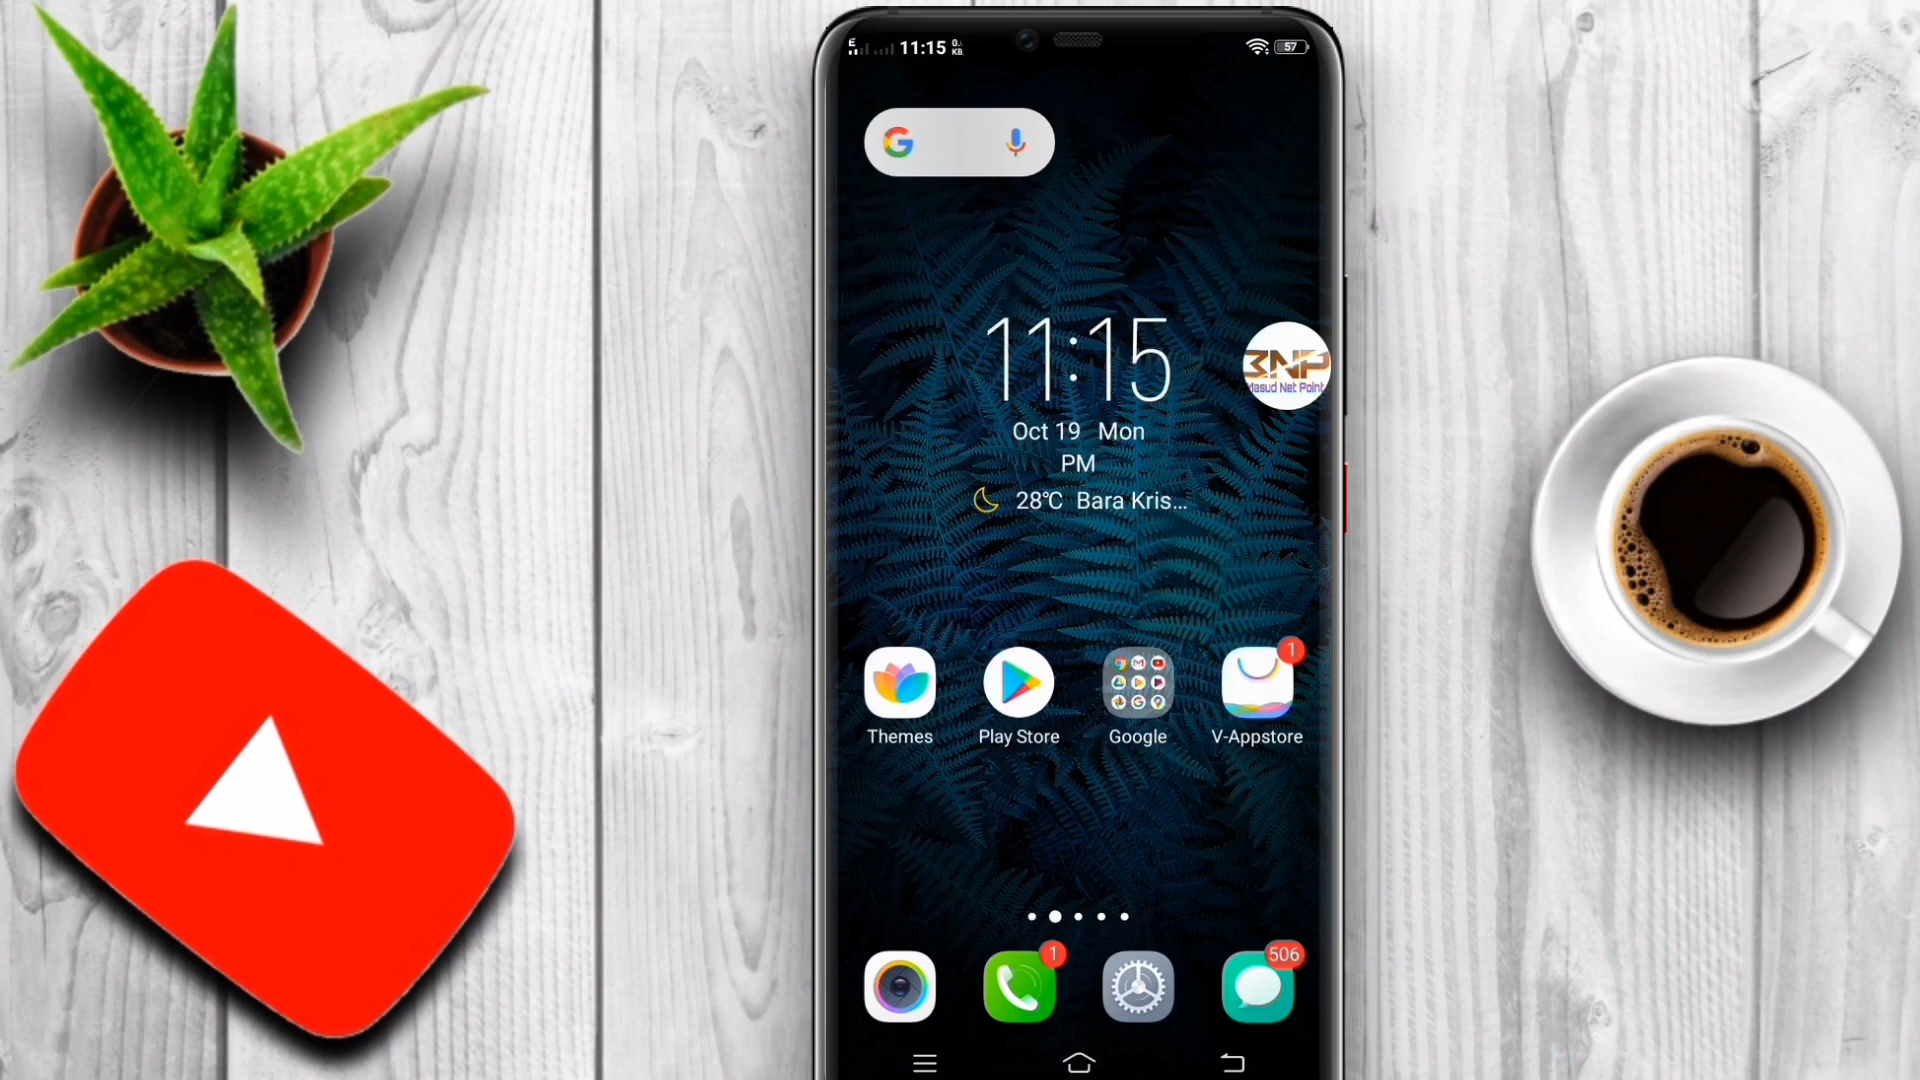 E
11:15
57
11:15
Oct 19 Mon
PM
28℃ Bara Kris...
3NP
Masud Net Point
1
Themes
Play Store
Google
V-Appstore
1
506